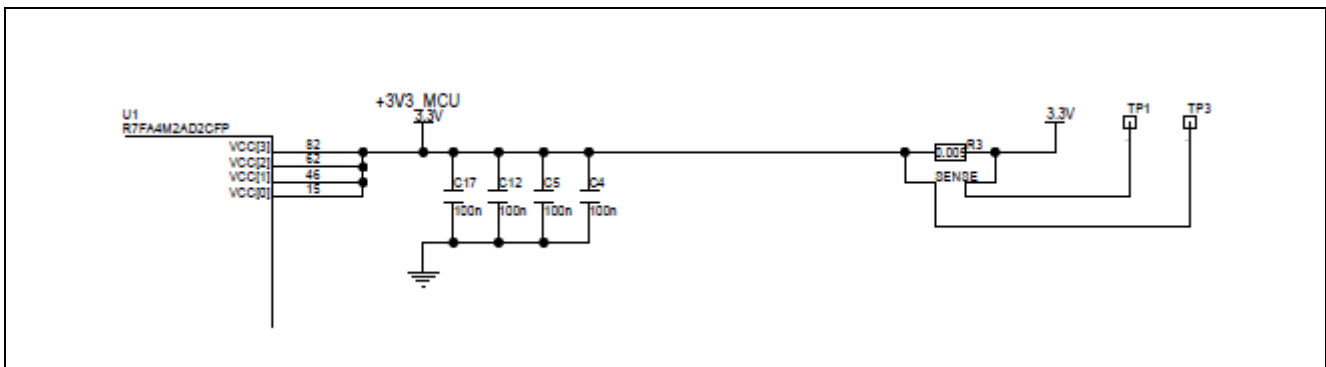 +3V3_MCU
3.3V
U1
R7FA4M2AD2CFP
VCC[3] 82
VCC[2] 62
VCC[1] 46
VCC[0] 15
C17
100n
C12
100n
C5
100n
C4
100n
0.005
R3
SENSE
3.3V
TP1
TP3